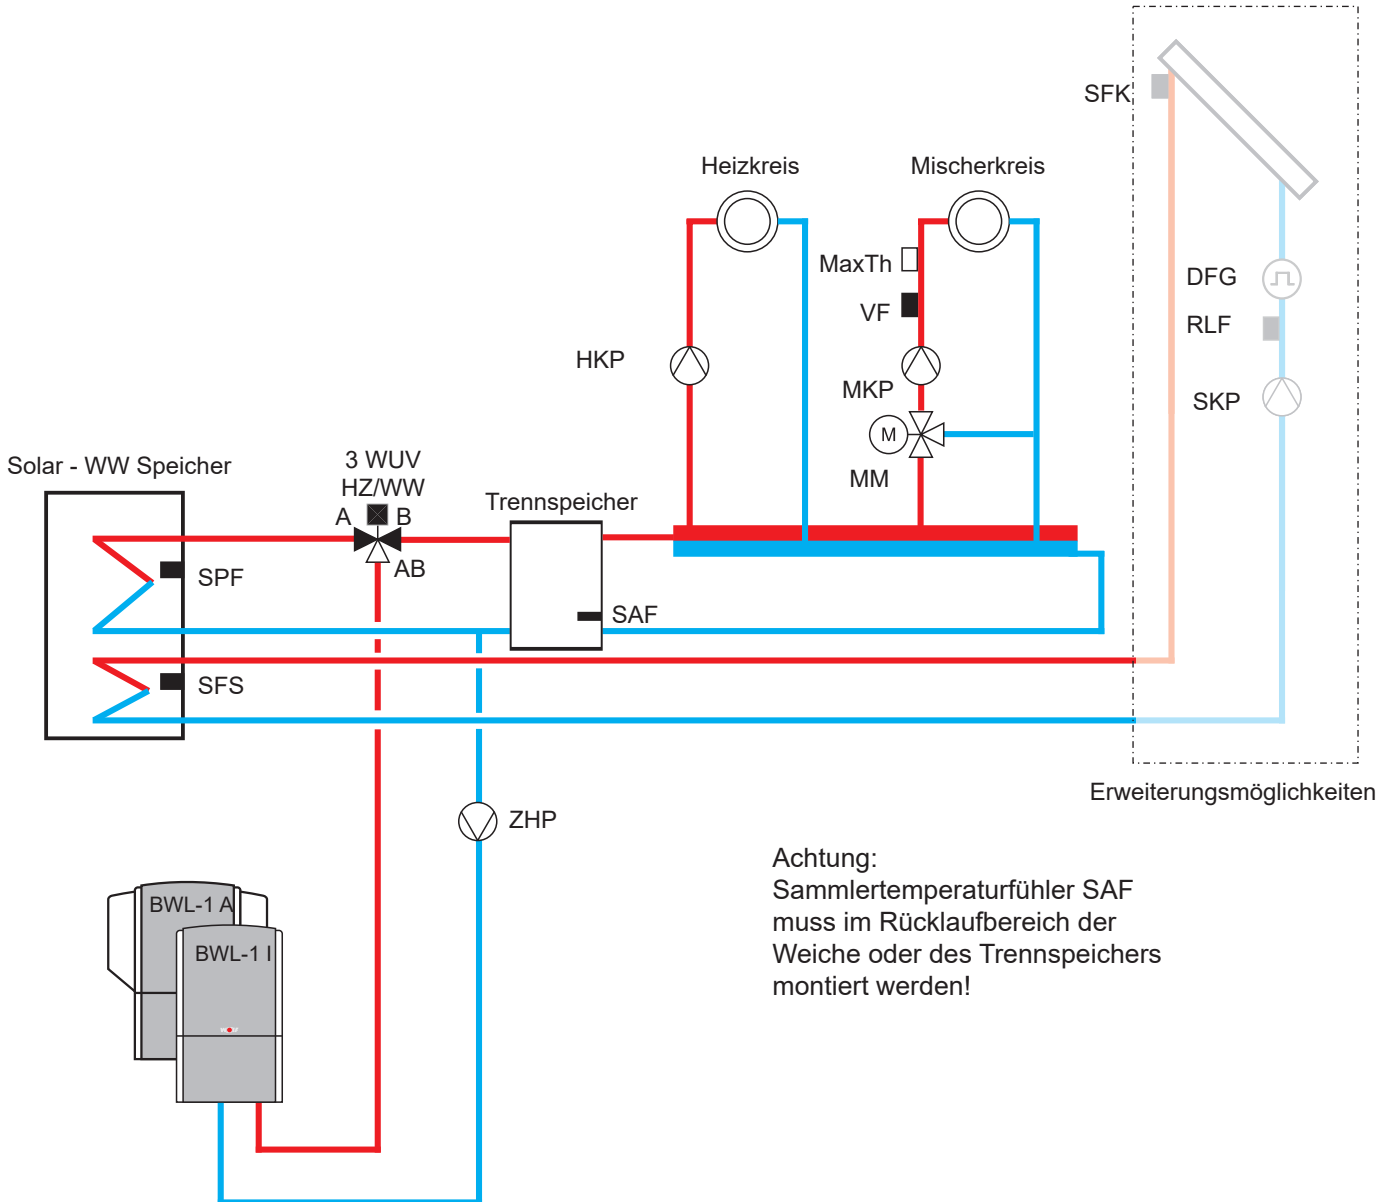 SFK
Heizkreis
Mischerkreis
MaxTh
DFG
VF
RLF
HKP
MKP
SKP
M
Solar - WW Speicher
3 WUV
HZ/WW
MM
A
B
Trennspeicher
AB
SPF
SAF
SFS
Erweiterungsmöglichkeiten
ZHP
Achtung:
Sammlertemperaturfühler SAF
muss im Rücklaufbereich der
Weiche oder des Trennspeichers
montiert werden!
BWL-1 A
BWL-1 I